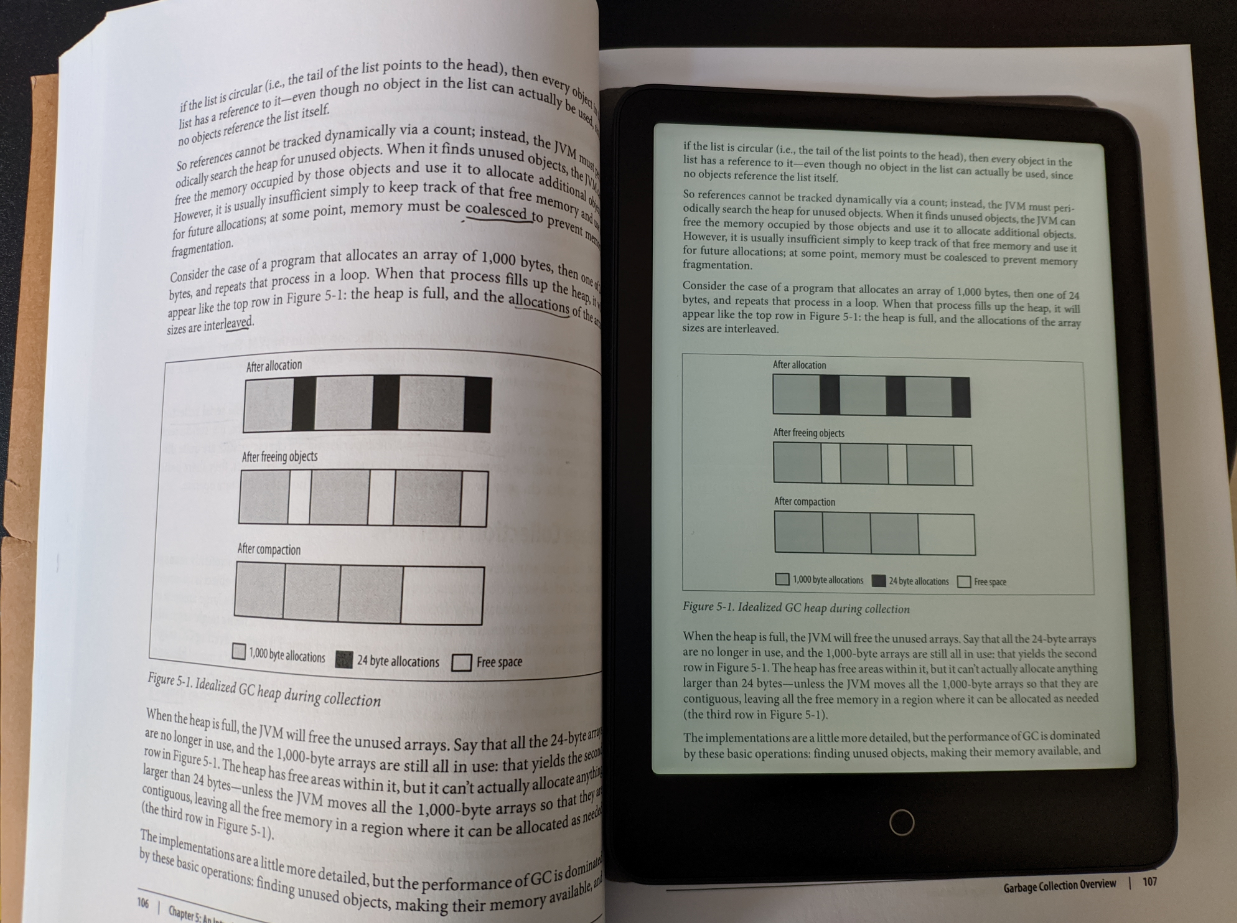 if the list is circular (i.e., the tail of the list points to the head), then every object
list has a reference to it—even though no object in the list can actually be used,
no objects reference the list itself.
So references cannot be tracked dynamically via a count; instead, the JVM must
odically search the heap for unused objects. When it finds unused objects, the JVM
free the memory occupied by those objects and use it to allocate additional
However, it is usually insufficient simply to keep track of that free memory and
for future allocations; at some point, memory must be coalesced to prevent
fragmentation.
Consider the case of a program that allocates an array of 1,000 bytes, then one of
bytes, and repeats that process in a loop. When that process fills up the heap, it
appear like the top row in Figure 5-1: the heap is full, and the allocations of the
sizes are interleaved.
After allocation
After freeing objects
After compaction
1,000 byte allocations 24 byte allocations Free space
Figure 5-1. Idealized GC heap during collection
When the heap is full, the JVM will free the unused arrays. Say that all the 24-byte
are no longer in use, and the 1,000-byte arrays are still all in use: that yields the second
row in Figure 5-1. The heap has free areas within it, but it can't actually allocate anything
larger than 24 bytes—unless the JVM moves all the 1,000-byte arrays so that they
contiguous, leaving all the free memory in a region where it can be allocated as
(the third row in Figure 5-1).
The implementations are a little more detailed, but the performance of GC is
by these basic operations: finding unused objects, making their memory available,
106 | Chapter 5: An
if the list is circular (i.e., the tail of the list points to the head), then every object in the
list has a reference to it—even though no object in the list can actually be used, since
no objects reference the list itself.
So references cannot be tracked dynamically via a count; instead, the JVM must peri-
odically search the heap for unused objects. When it finds unused objects, the JVM can
free the memory occupied by those objects and use it to allocate additional objects.
However, it is usually insufficient simply to keep track of that free memory and use it
for future allocations; at some point, memory must be coalesced to prevent memory
fragmentation.
Consider the case of a program that allocates an array of 1,000 bytes, then one of 24
bytes, and repeats that process in a loop. When that process fills up the heap, it will
appear like the top row in Figure 5-1: the heap is full, and the allocations of the array
sizes are interleaved.
After allocation
After freeing objects
After compaction
1,000 byte allocations 24 byte allocations Free space
Figure 5-1. Idealized GC heap during collection
When the heap is full, the JVM will free the unused arrays. Say that all the 24-byte arrays
are no longer in use, and the 1,000-byte arrays are still all in use: that yields the second
row in Figure 5-1. The heap has free areas within it, but it can't actually allocate anything
larger than 24 bytes—unless the JVM moves all the 1,000-byte arrays so that they are
contiguous, leaving all the free memory in a region where it can be allocated as needed
(the third row in Figure 5-1).
The implementations are a little more detailed, but the performance of GC is dominated
by these basic operations: finding unused objects, making their memory available, and
Garbage Collection Overview | 107